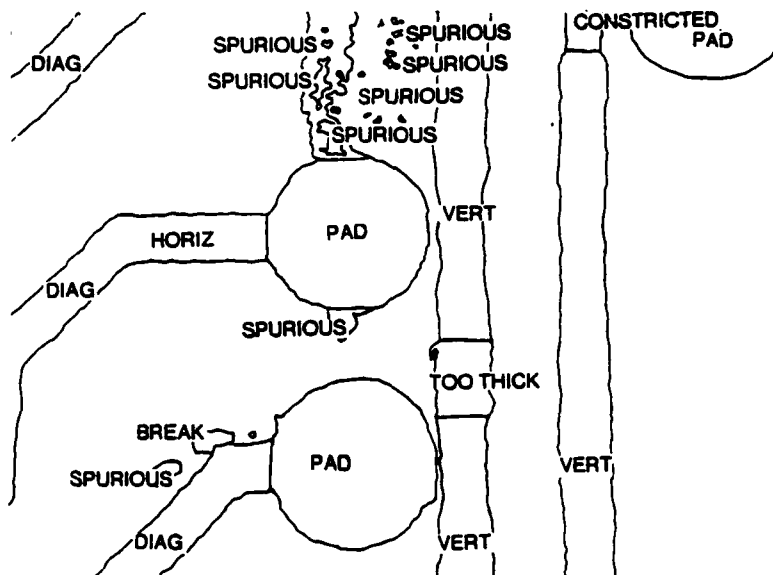 CONSTRICTED
SPURIOUS
PAD
SPURIOUS
DIAG
SPURIOUS
SPURIOUS
SPURIOUS
SPURIOUS
VERT
HORIZ
PAD
DIAG
SPURIOUS
TOO THICK
BREAK
PAD
VERT
SPURIOUS
DIAG
VERT